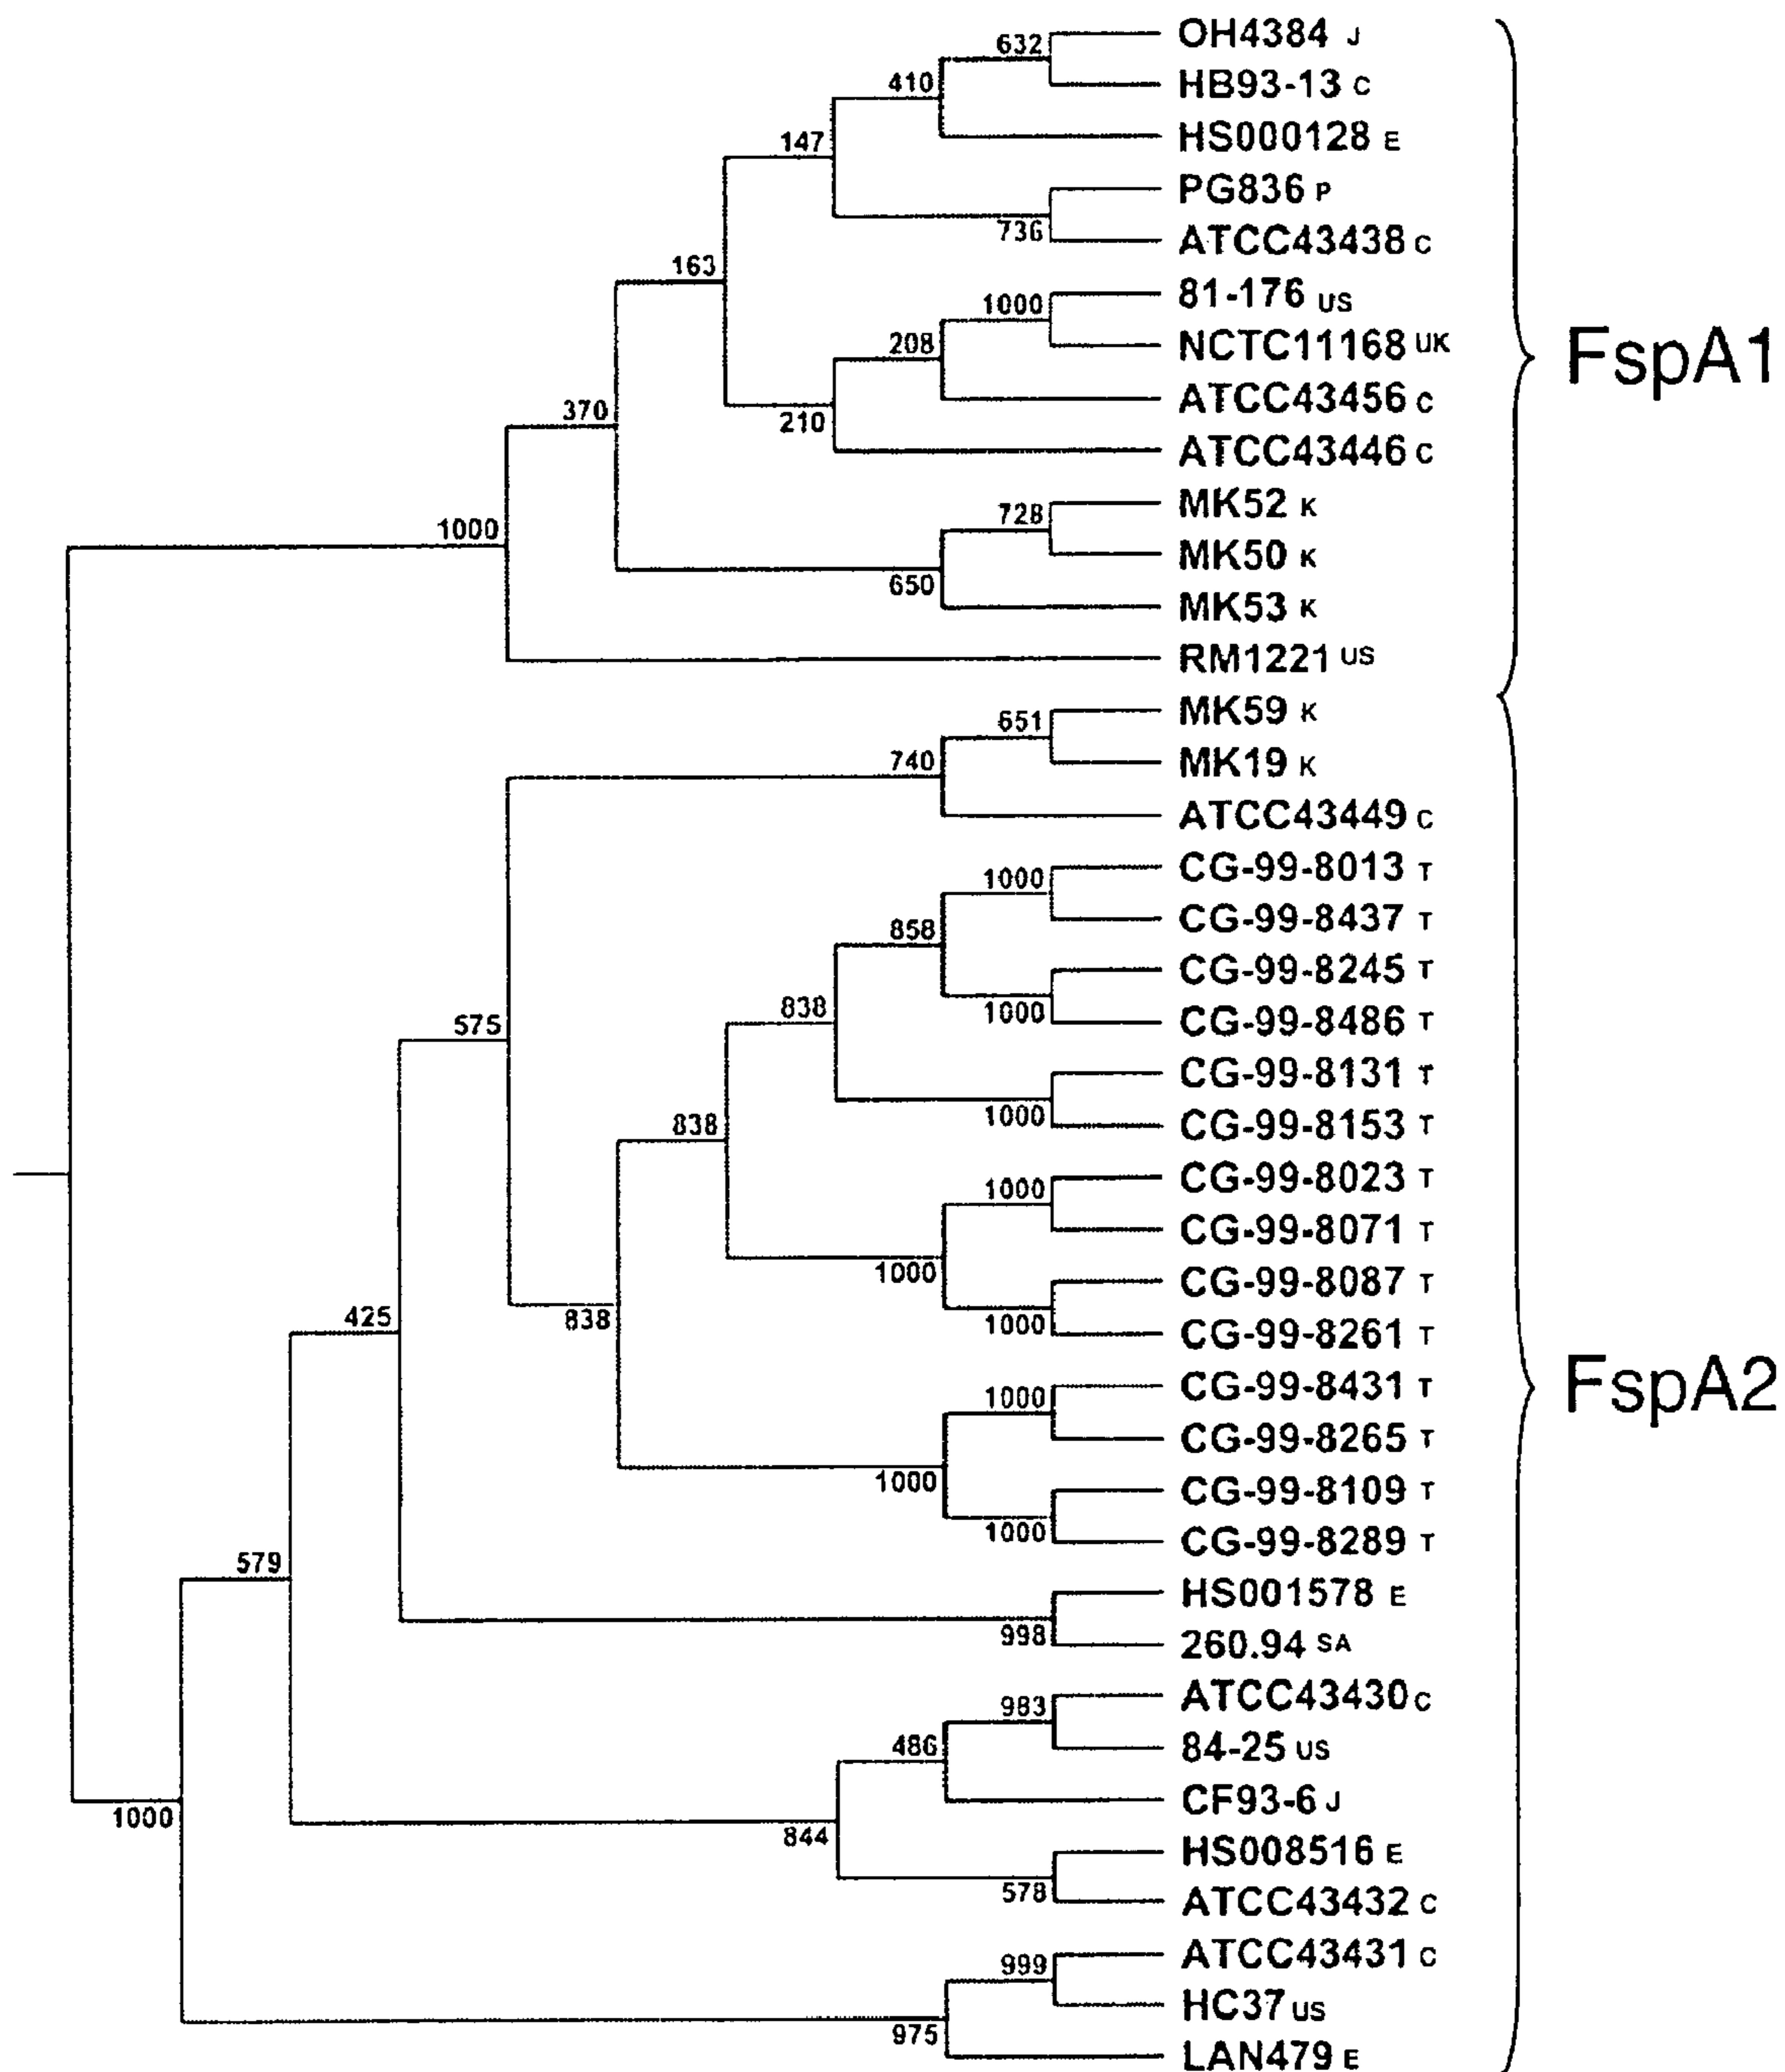 OH4384 J
632
HB93-13 C
410
HS000128 E
147
PG836 P
736
ATCC43438 C
163
81-176 US
1000
NCTC11168 UK
208
ATCC43456 C
370
210
ATCC43446 C
MK52 K
728
MK50 K
1000
650
MK53 K
RM1221 US
FspA1
MK59 K
651
MK19 K
740
ATCC43449 C
CG-99-8013 T
1000
CG-99-8437 T
858
CG-99-8245 T
838
1000
CG-99-8486 T
575
CG-99-8131 T
1000
CG-99-8153 T
838
CG-99-8023 T
1000
CG-99-8071 T
1000
CG-99-8087 T
838
1000
CG-99-8261 T
425
CG-99-8431 T
1000
CG-99-8265 T
1000
CG-99-8109 T
1000
CG-99-8289 T
579
HS001578 E
998
260.94 SA
ATCC43430 C
983
84-25 US
486
CF93-6 J
1000
844
HS008516 E
578
ATCC43432 C
ATCC43431 C
999
HC37 US
975
LAN479 E
FspA2